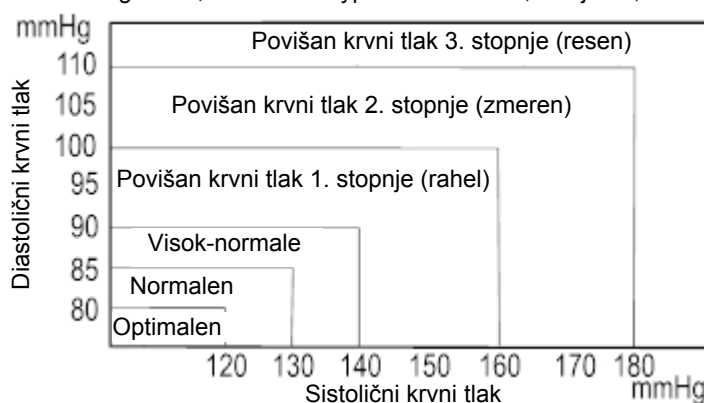 mmHg
Povišan krvni tlak 3. stopnje (resen)
110
Povišan krvni tlak 2. stopnje (zmeren)
105
100
Povišan krvni tlak 1. stopnje (rahel)
95
90
Visok-normale
85
Normalen
80
Optimalen
Diastolični krvni tlak
120 130 140 150 160 170 180
Sistolični krvni tlak
mmHg